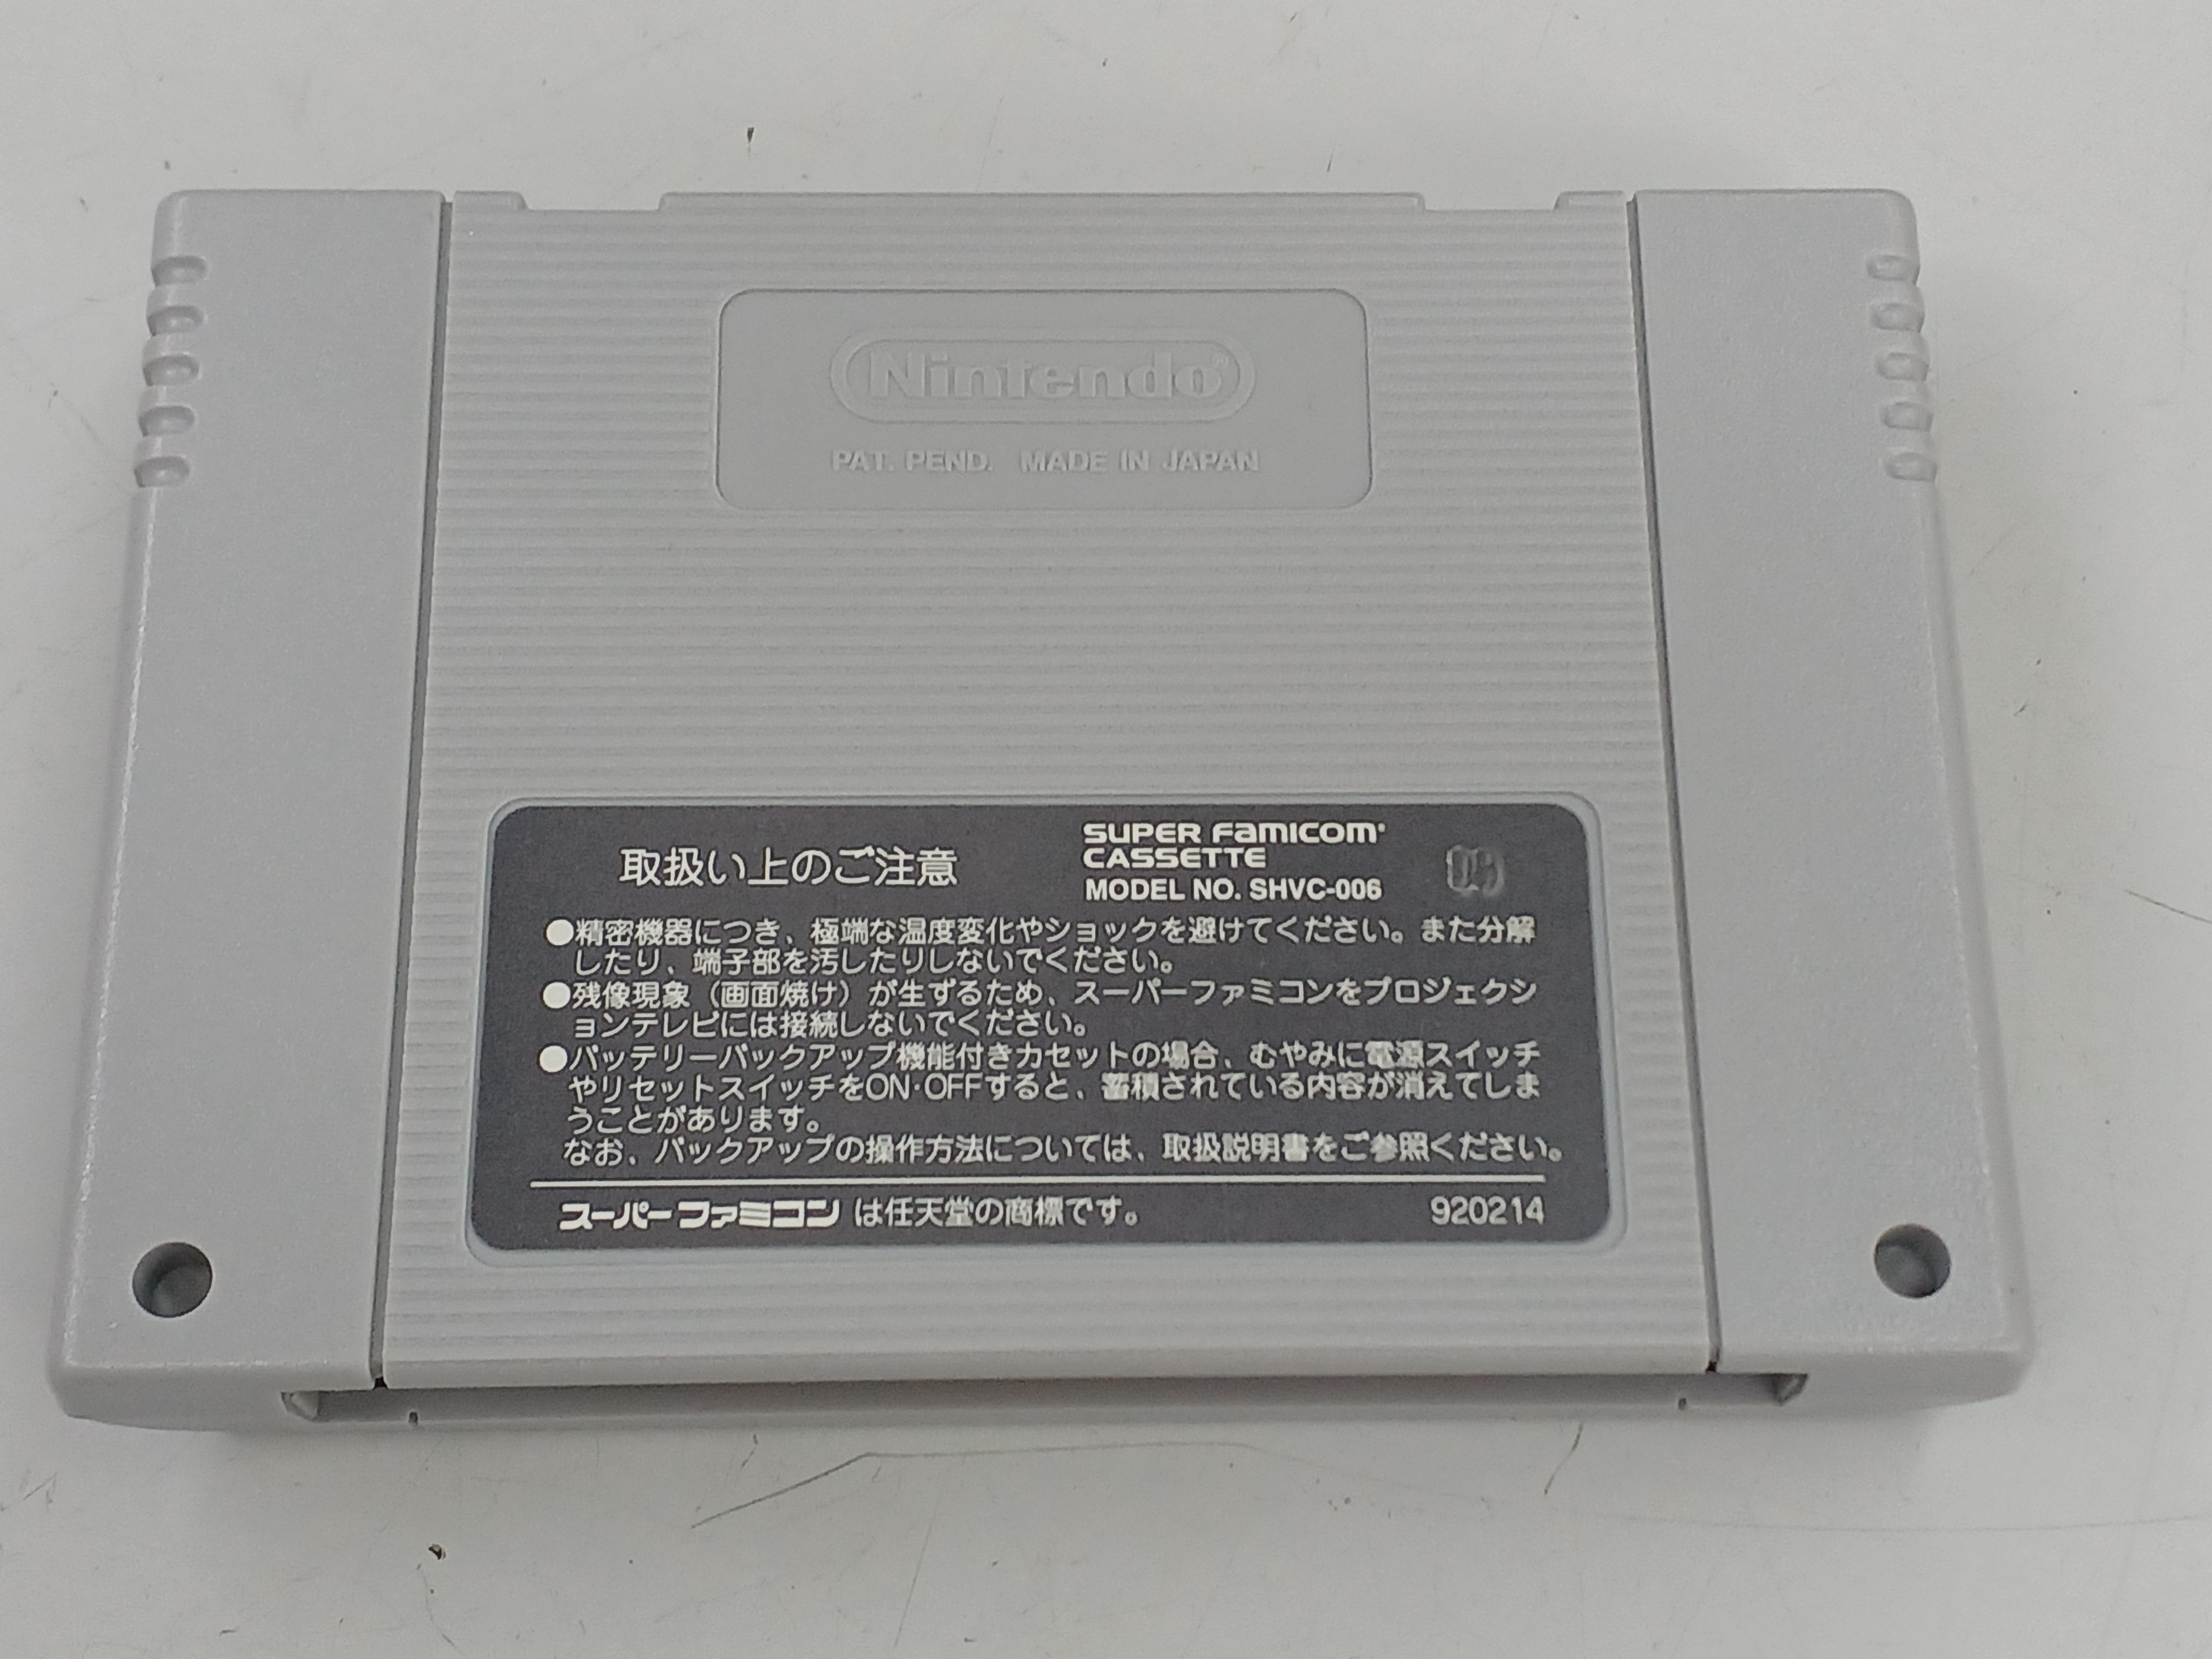 Nintendo®
PAT. PEND. MADE IN JAPAN
取扱い上のご注意
SUPER Famicom
CASSETTE
MODEL NO. SHVC-006
●精密機器につき、極端な温度変化やショックを避けてください。また分解
したり、端子部を汚したりしないでください。
●残像現象（画面焼け）が生ずるため、スーパーファミコンをプロジェクシ
ョンテレビには接続しないでください。
●バッテリーバックアップ機能付きカセットの場合、むやみに電源スイッチ
やリセットスイッチをON･OFFすると、蓄積されている内容が消えてしま
うことがあります。
なお、バックアップの操作方法については、取扱説明書をご参照ください。
スーパーファミコンは任天堂の商標です。
920214